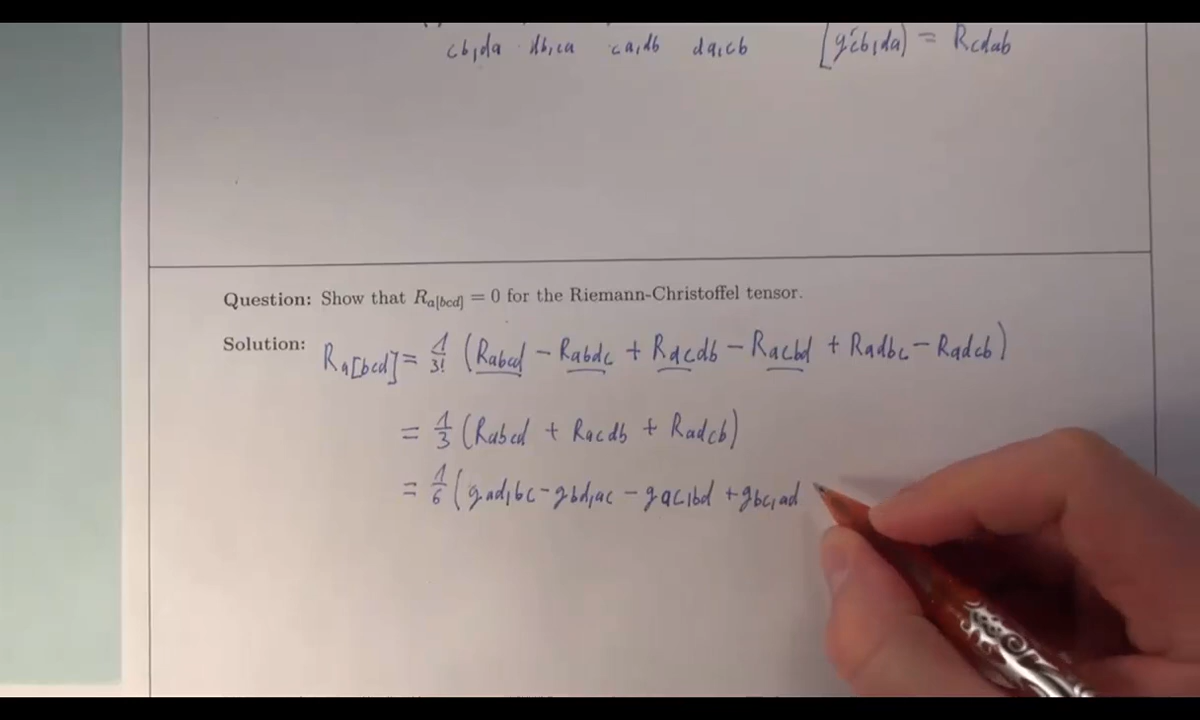 cb,da db,ca ca,db da,cb [gcb,da) = Rcdab
Question: Show that Ra[bcd] = 0 for the Riemann-Christoffel tensor.
Solution: Ra[bcd] = 1/3! (Rabcd - Rabdc + Racdb - Racbd + Radbc - Radcb)
= 1/3 (Rabcd + Racdb + Radcb)
= 1/6 (gad,bc - gbd,ac - gac,bd + gbc,ad